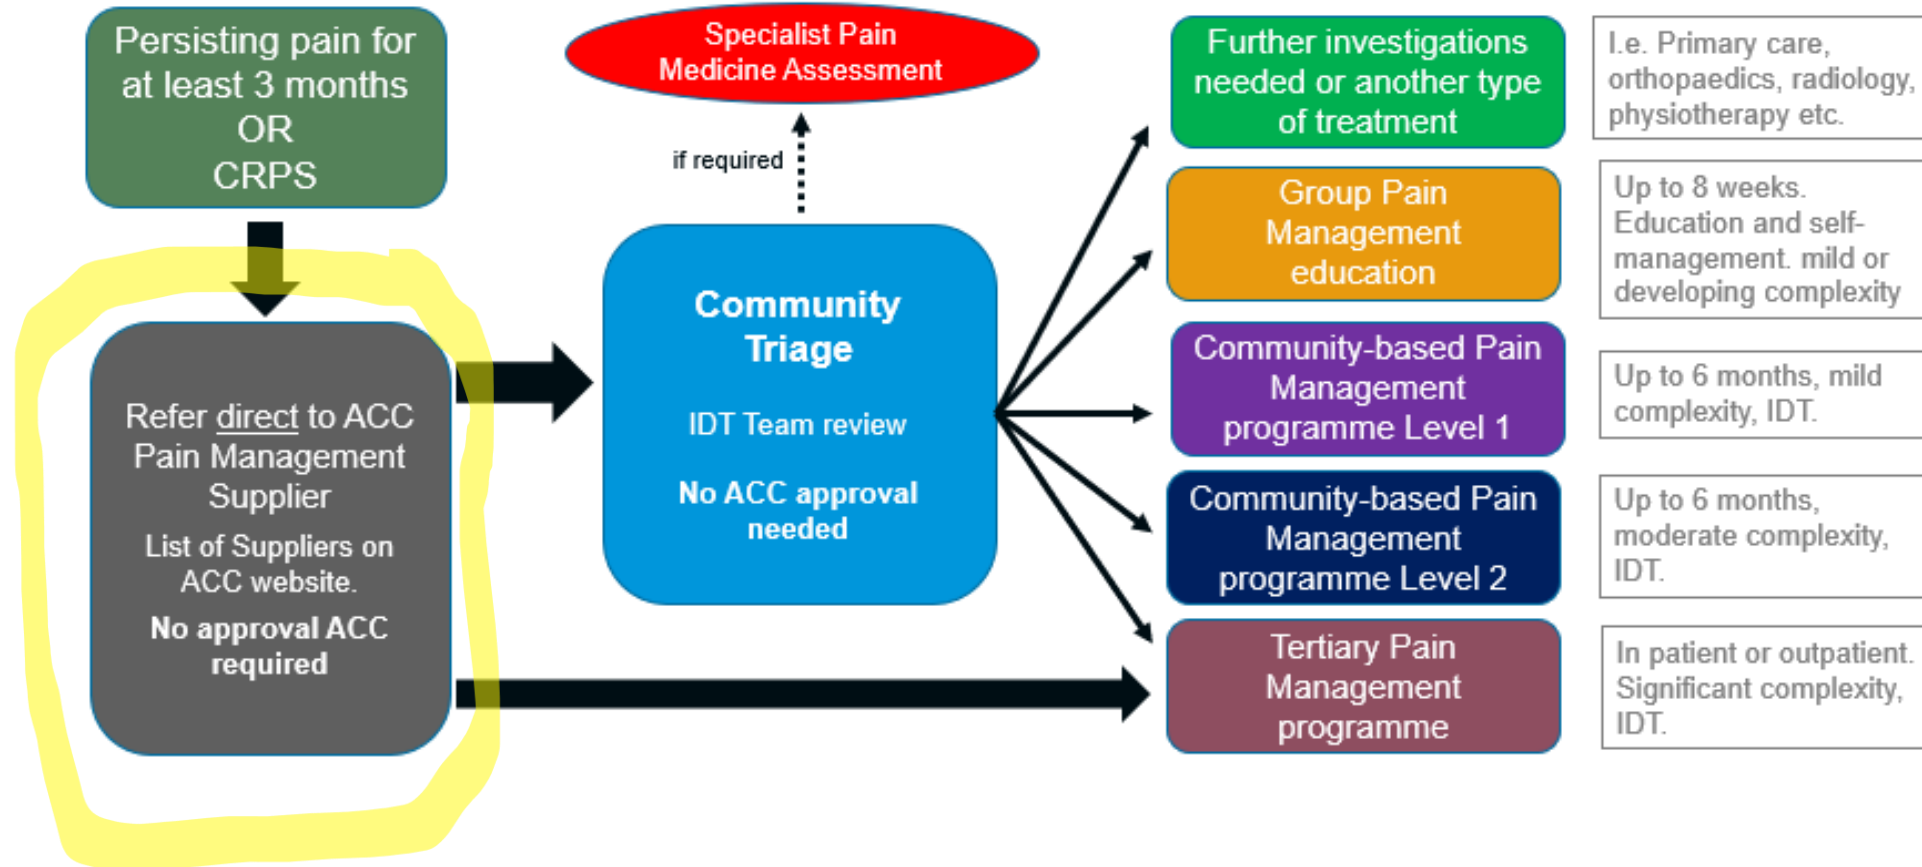 Persisting pain for
at least 3 months
OR
CRPS
Refer direct to ACC
Pain Management
Supplier
List of Suppliers on
ACC website.
No approval ACC
required
Specialist Pain
Medicine Assessment
if required
Community
Triage
IDT Team review
No ACC approval
needed
Further investigations
needed or another type
of treatment
I.e. Primary care,
orthopaedics, radiology,
physiotherapy etc.
Group Pain
Management
education
Up to 8 weeks.
Education and self-
management. mild or
developing complexity
Community-based Pain
Management
programme Level 1
Up to 6 months, mild
complexity, IDT.
Community-based Pain
Management
programme Level 2
Up to 6 months,
moderate complexity,
IDT.
Tertiary Pain
Management
programme
In patient or outpatient.
Significant complexity,
IDT.